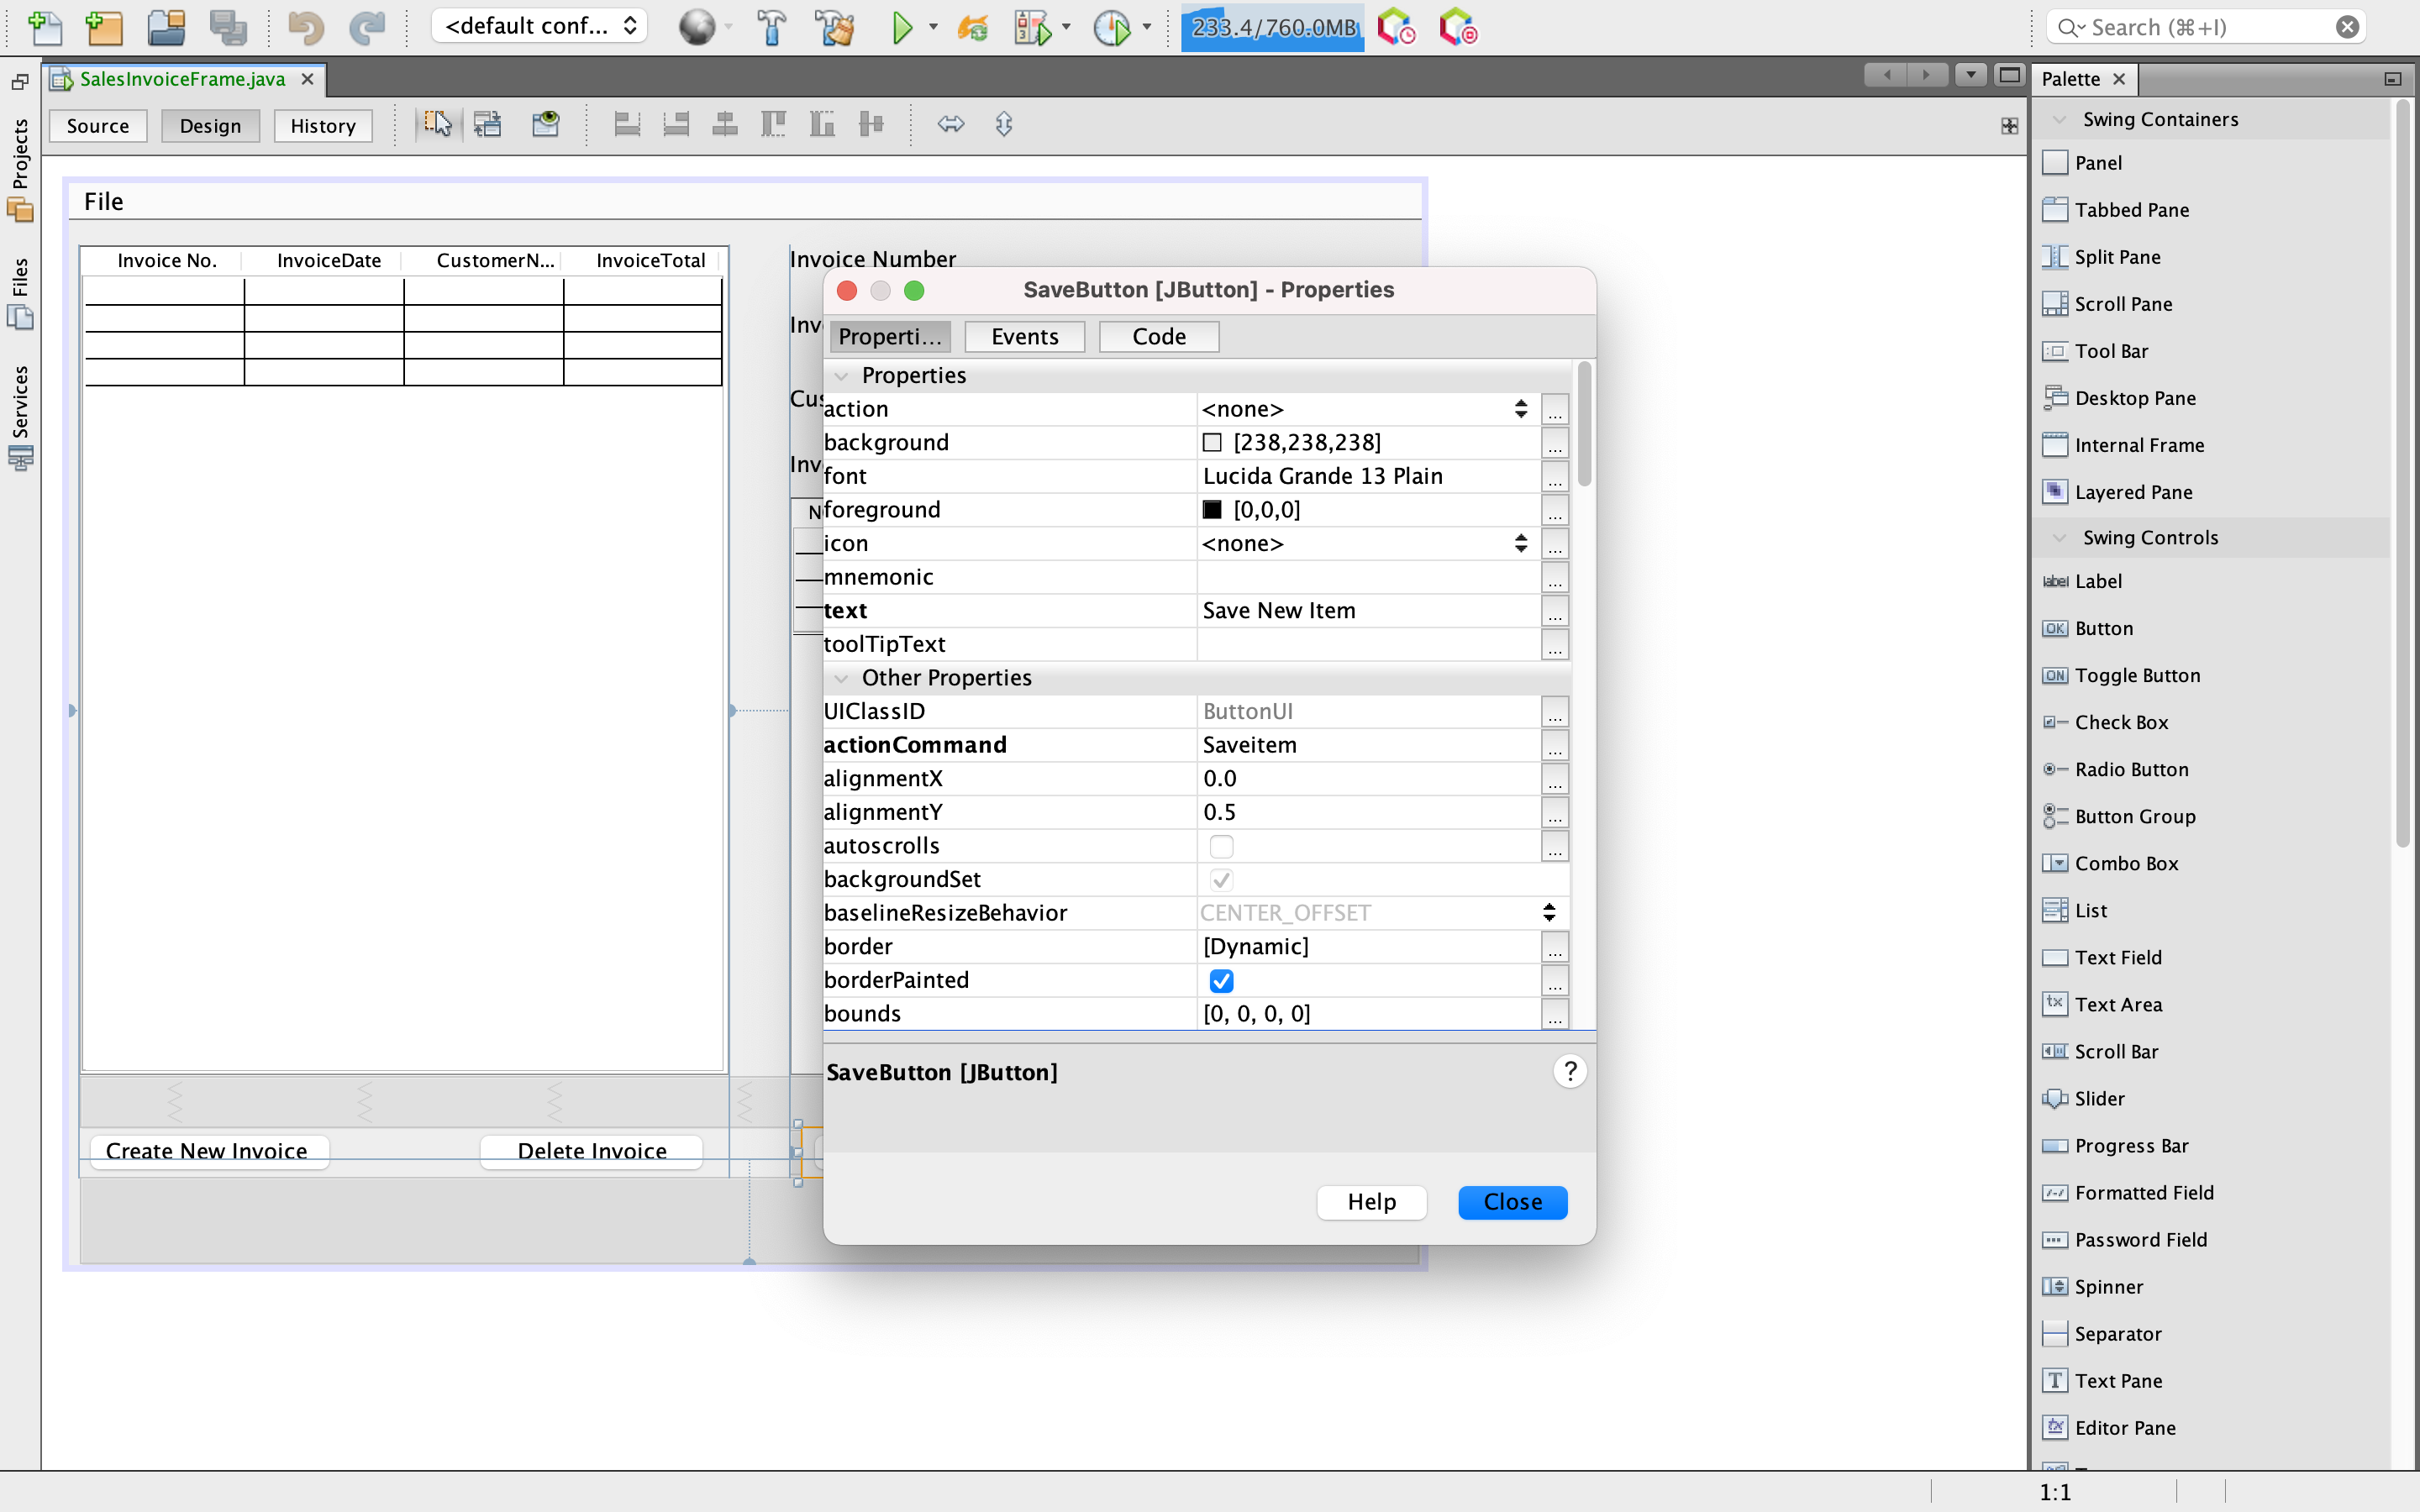 <default conf...
233.4/760.0MB
Search (⌘+I)
SalesInvoiceFrame.java
Palette
Source
Design
History
Projects
Files
Services
File
Invoice No.
InvoiceDate
CustomerN...
InvoiceTotal
Invoice Number
Inv
Cus
Inv
N
Create New Invoice
Delete Invoice
SaveButton [JButton] - Properties
Properti...
Events
Code
Properties
action <none> ...
background [238,238,238] ...
font Lucida Grande 13 Plain ...
foreground [0,0,0] ...
icon <none> ...
mnemonic ...
text Save New Item ...
toolTipText ...
Other Properties
UIClassID ButtonUI ...
actionCommand Saveitem ...
alignmentX 0.0 ...
alignmentY 0.5 ...
autoscrolls ...
backgroundSet
baselineResizeBehavior CENTER_OFFSET
border [Dynamic] ...
borderPainted ...
bounds [0, 0, 0, 0] ...
SaveButton [JButton]
?
Help
Close
Swing Containers
Panel
Tabbed Pane
Split Pane
Scroll Pane
Tool Bar
Desktop Pane
Internal Frame
Layered Pane
Swing Controls
label Label
OK Button
ON Toggle Button
Check Box
Radio Button
Button Group
Combo Box
List
Text Field
tx Text Area
Scroll Bar
Slider
Progress Bar
Formatted Field
Password Field
Spinner
Separator
T Text Pane
tx Editor Pane
1:1